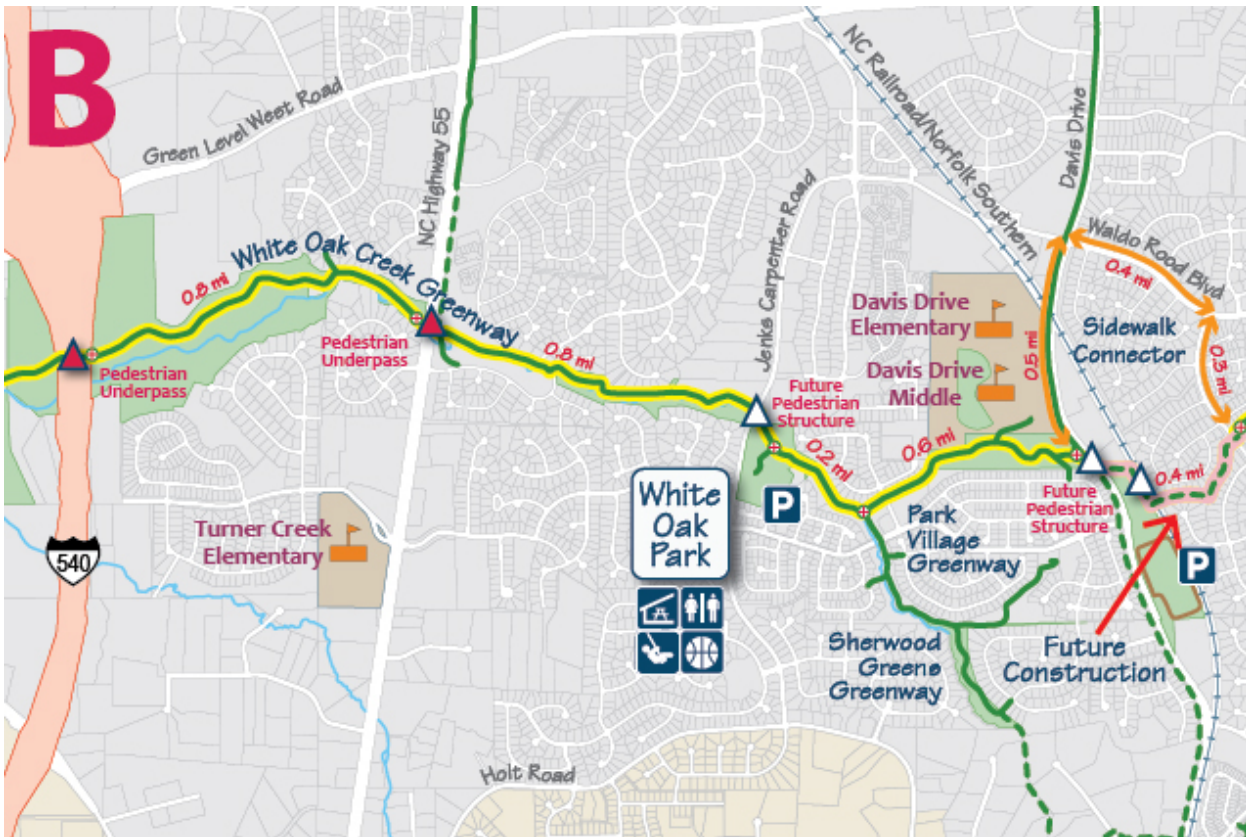 B
Green Level West Road
NC Highway 55
NC Railroad/Norfolk Southern
Davis Drive
Jenks Carpenter Road
Waldo Rood Blvd
0.4 mi
White Oak Creek Greenway
0.8 mi
Pedestrian
Underpass
Pedestrian
Underpass
0.8 mi
Davis Drive
Elementary
Davis Drive
Middle
0.5 mi
Sidewalk
Connector
0.3 mi
Future
Pedestrian
Structure
0.2 mi
0.6 mi
0.4 mi
Future
Pedestrian
Structure
White
Oak
Park
P
P
Park
Village
Greenway
Turner Creek
Elementary
540
Sherwood
Greene
Greenway
Future
Construction
Holt Road